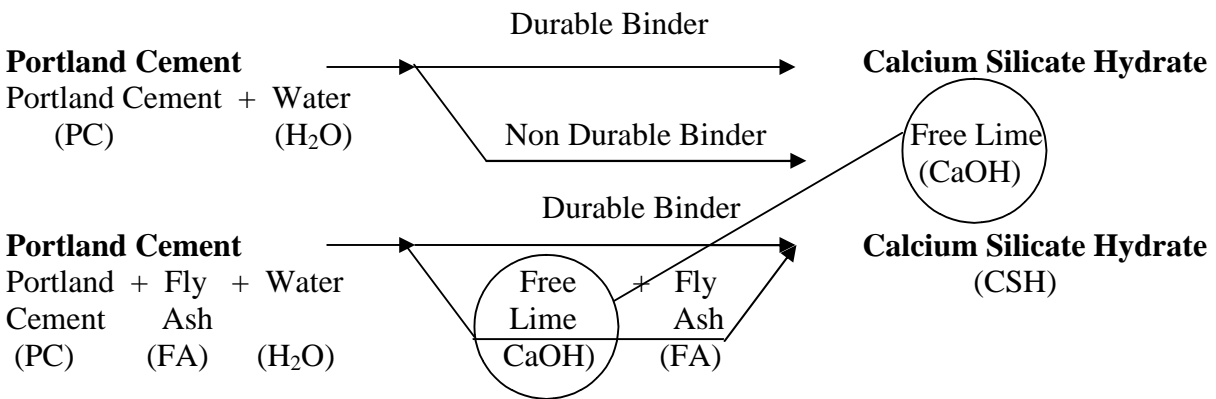 Durable Binder
Portland Cement Calcium Silicate Hydrate
Portland Cement + Water
(PC) (H₂O) Non Durable Binder Free Lime
(CaOH)
Durable Binder
Portland Cement Calcium Silicate Hydrate
Portland + Fly + Water Free + Fly (CSH)
Cement Ash Lime Ash
(PC) (FA) (H₂O) CaOH) (FA)